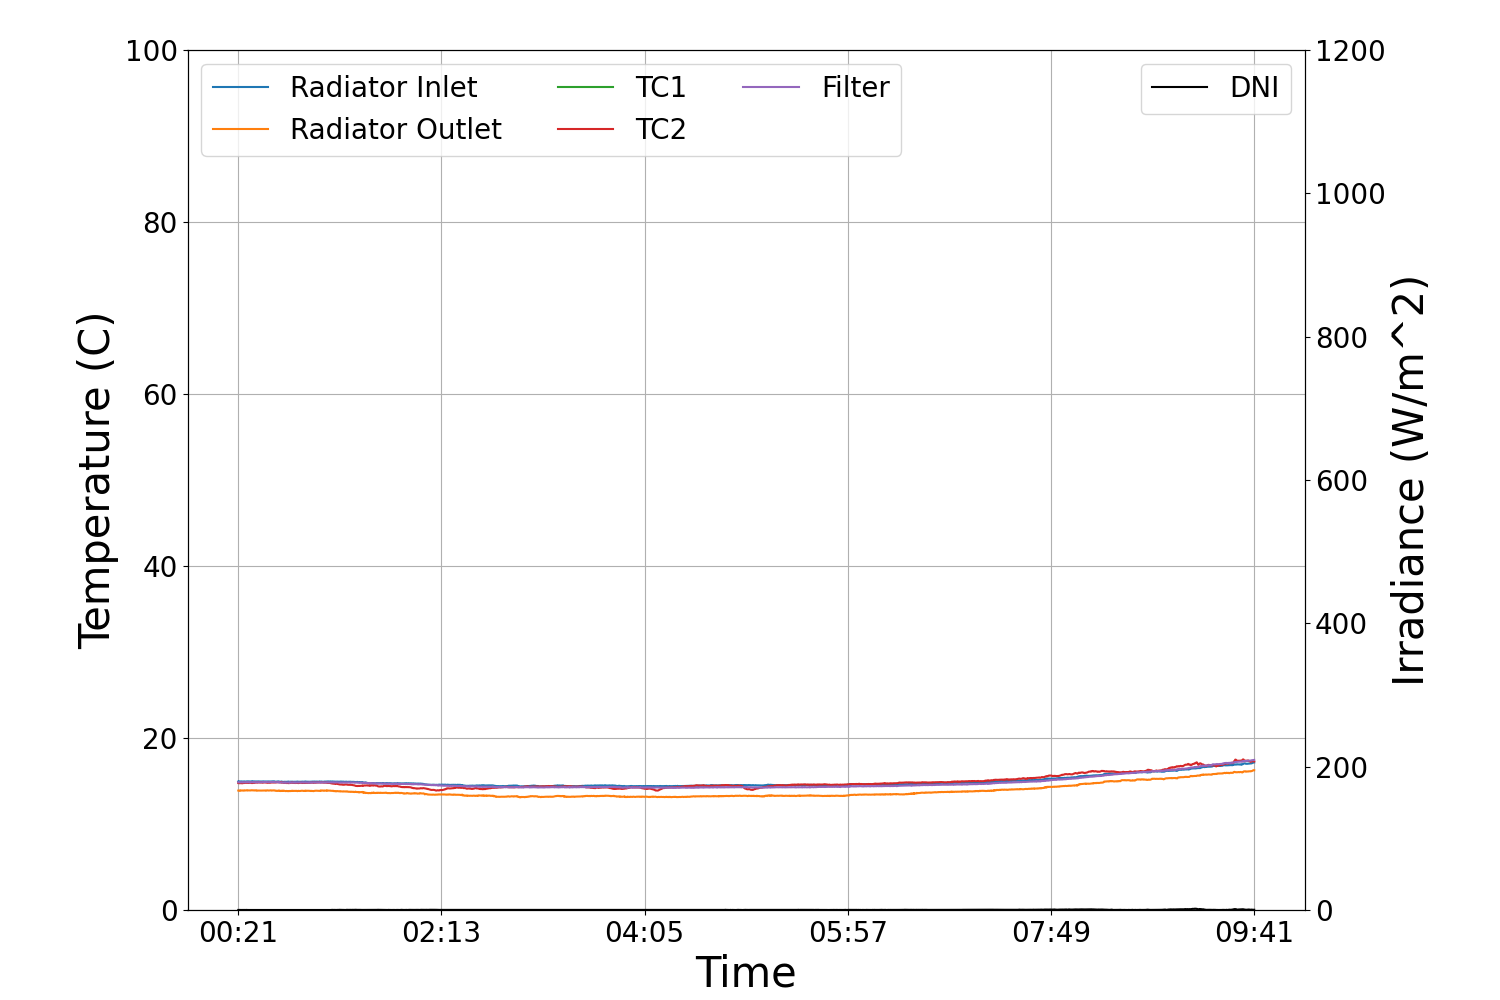 100
80
60
40
20
0
Temperature (C)
Radiator Inlet
Radiator Outlet
TC1
TC2
Filter
DNI
1200
1000
800
600
400
200
0
Irradiance (W/m^2)
00:21 02:13 04:05 05:57 07:49 09:41
Time